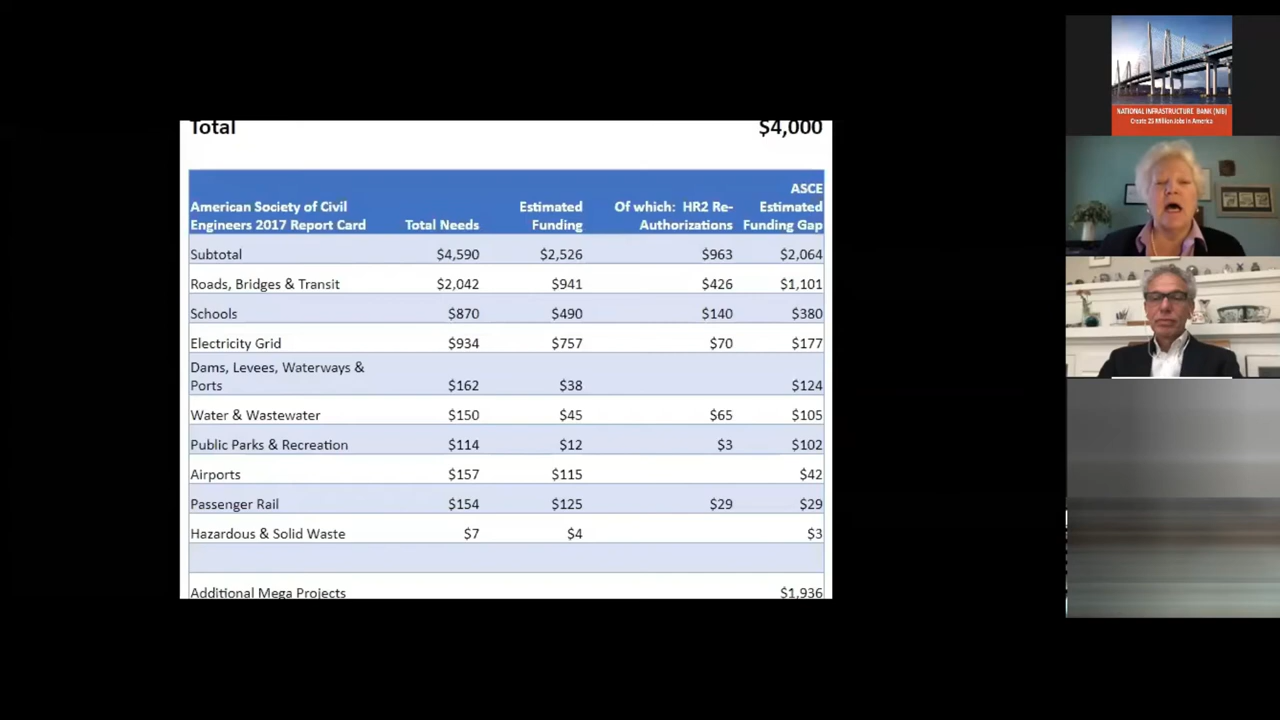 Total $4,000
American Society of Civil Engineers 2017 Report Card Total Needs Estimated Funding Of which: HR2 Re-Authorizations ASCE Estimated Funding Gap
Subtotal $4,590 $2,526 $963 $2,064
Roads, Bridges & Transit $2,042 $941 $426 $1,101
Schools $870 $490 $140 $380
Electricity Grid $934 $757 $70 $177
Dams, Levees, Waterways & Ports $162 $38 $124
Water & Wastewater $150 $45 $65 $105
Public Parks & Recreation $114 $12 $3 $102
Airports $157 $115 $42
Passenger Rail $154 $125 $29 $29
Hazardous & Solid Waste $7 $4 $3
Additional Mega Projects $1,936
NATIONAL INFRASTRUCTURE BANK (NIB)
Create 25 Million Jobs in America